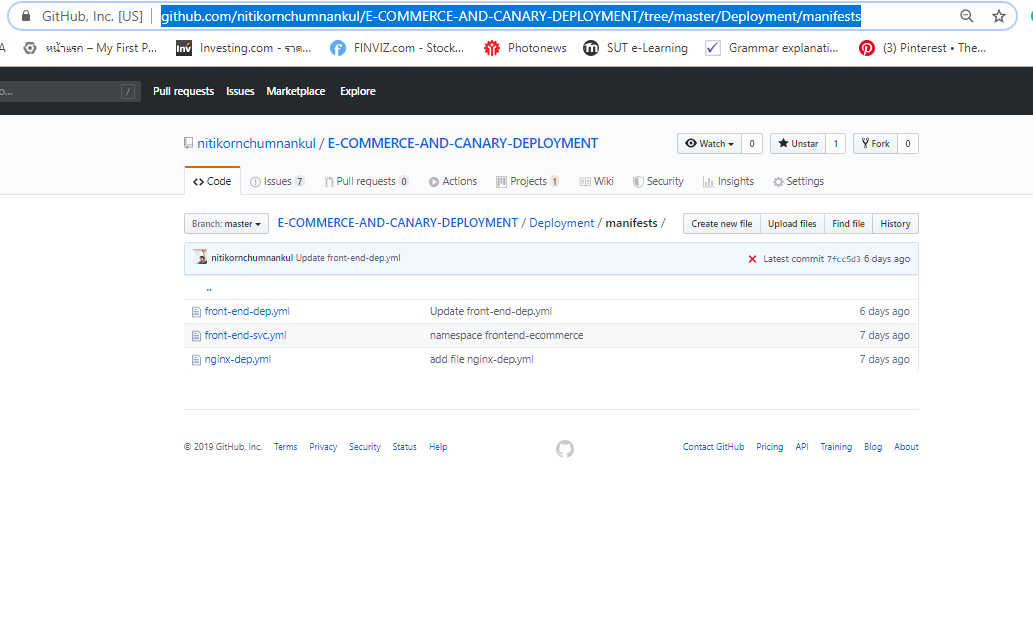 GitHub, Inc. [US] github.com/nitikornchumnankul/E-COMMERCE-AND-CANARY-DEPLOYMENT/tree/master/Deployment/manifests
A หน้าแรก – My First P... Inv Investing.com - ราค... FINVIZ.com - Stock... Photonews m SUT e-Learning Grammar explanati... (3) Pinterest • The...
o... / Pull requests Issues Marketplace Explore
nitikornchumnankul / E-COMMERCE-AND-CANARY-DEPLOYMENT Watch 0 Unstar 1 Fork 0
Code Issues 7 Pull requests 0 Actions Projects 1 Wiki Security Insights Settings
Branch: master E-COMMERCE-AND-CANARY-DEPLOYMENT / Deployment / manifests / Create new file Upload files Find file History
nitikornchumnankul Update front-end-dep.yml Latest commit 7fcc5d3 6 days ago
..
front-end-dep.yml Update front-end-dep.yml 6 days ago
front-end-svc.yml namespace frontend-ecommerce 7 days ago
nginx-dep.yml add file nginx-dep.yml 7 days ago
© 2019 GitHub, Inc. Terms Privacy Security Status Help Contact GitHub Pricing API Training Blog About